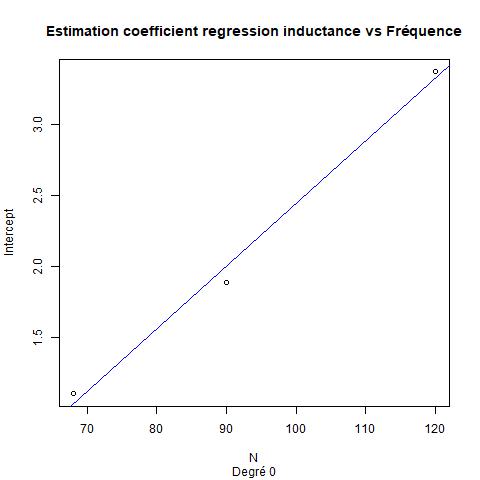 Estimation coefficient regression inductance vs Fréquence
Intercept
3.0
2.5
2.0
1.5
70 80 90 100 110 120
N
Degré 0